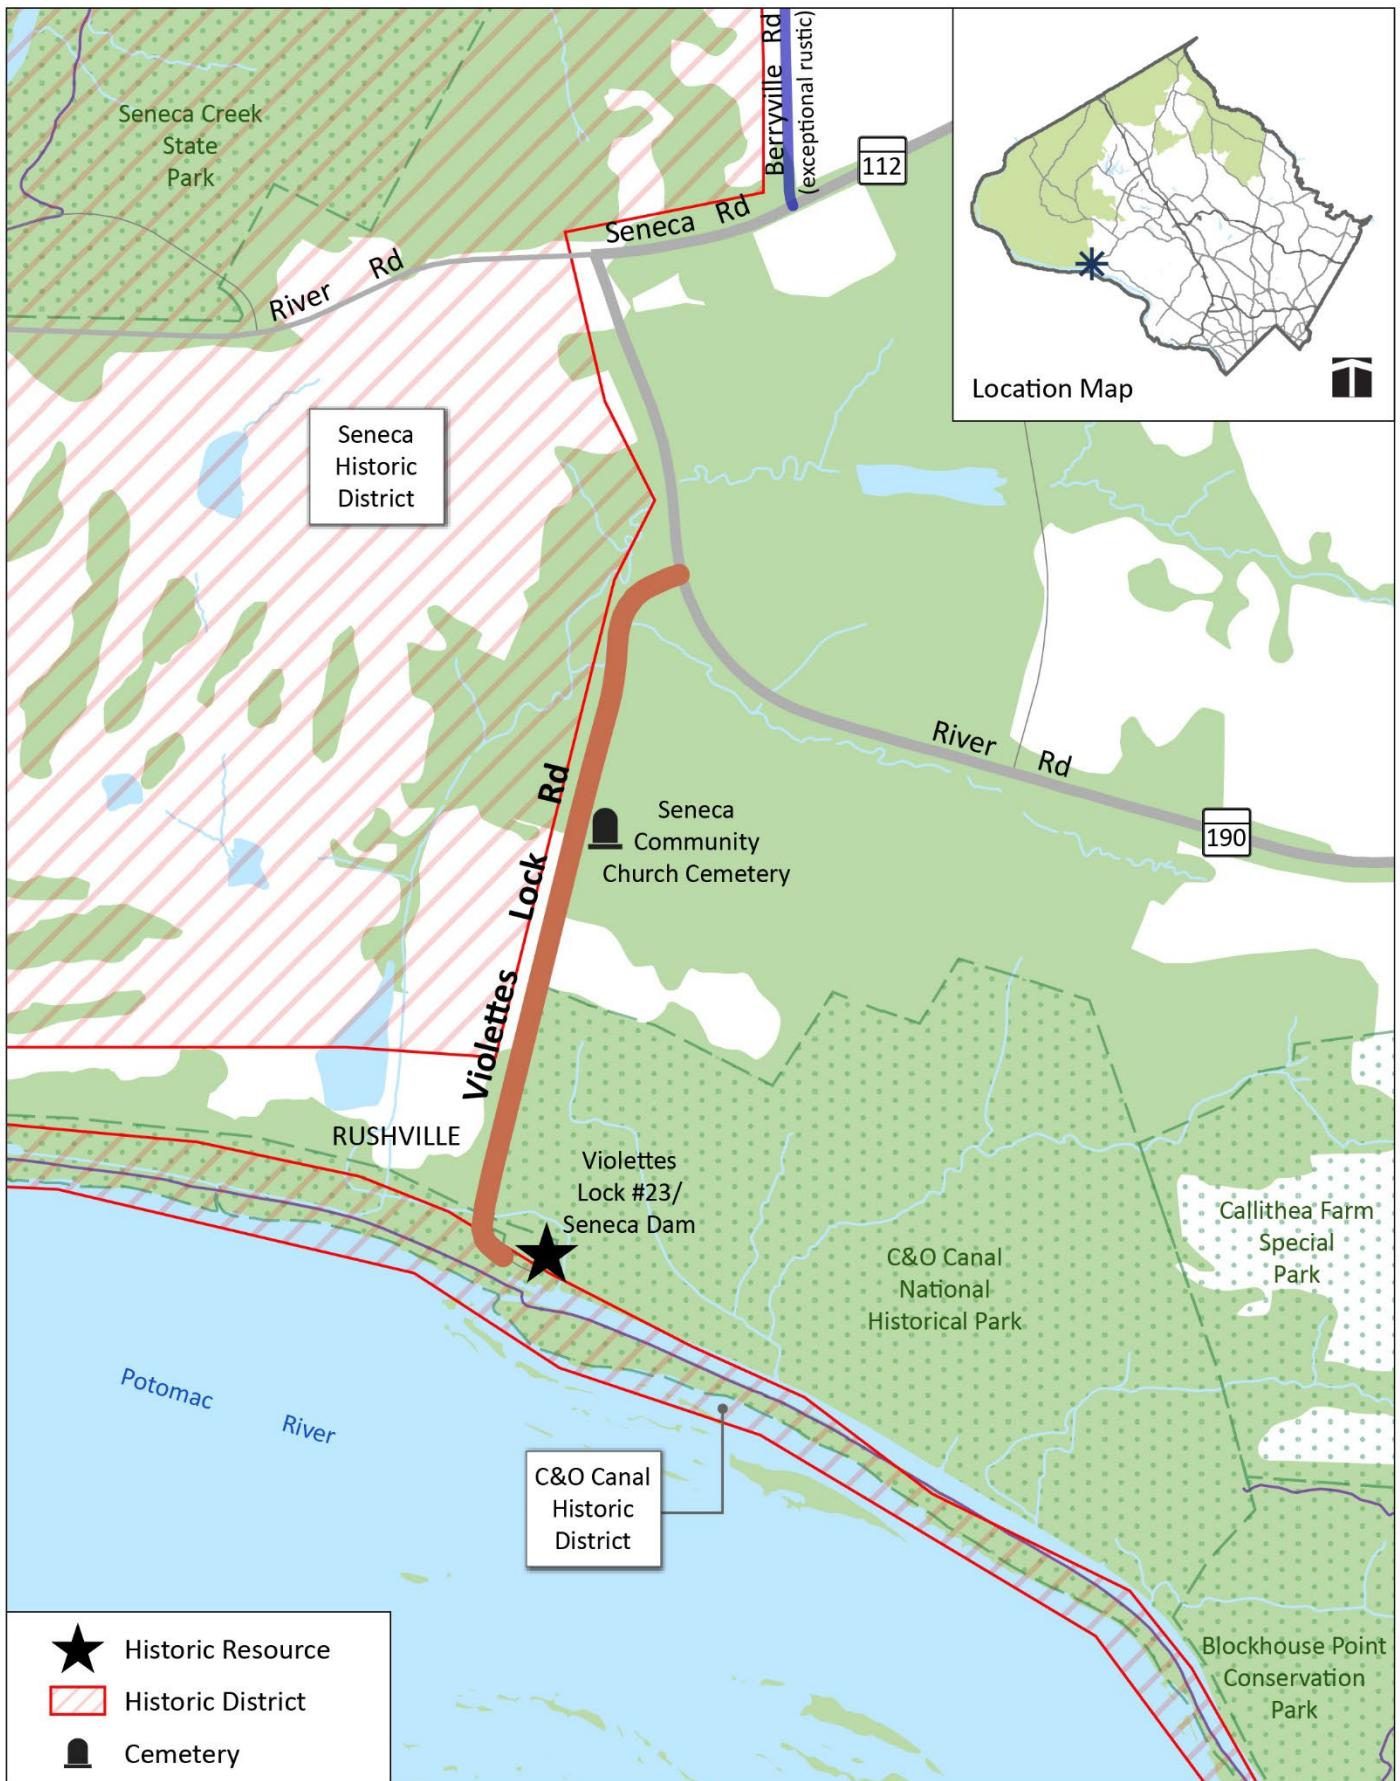 Berryville Rd
(exceptional rustic)
112
Seneca Creek
State
Park
Seneca Rd
River Rd
Location Map
Seneca
Historic
District
River Rd
190
Violettes Lock Rd
Seneca
Community
Church Cemetery
RUSHVILLE
Violettes
Lock #23/
Seneca Dam
C&O Canal
National
Historical Park
Callithea Farm
Special
Park
Potomac River
C&O Canal
Historic
District
Blockhouse Point
Conservation
Park
Historic Resource
Historic District
Cemetery